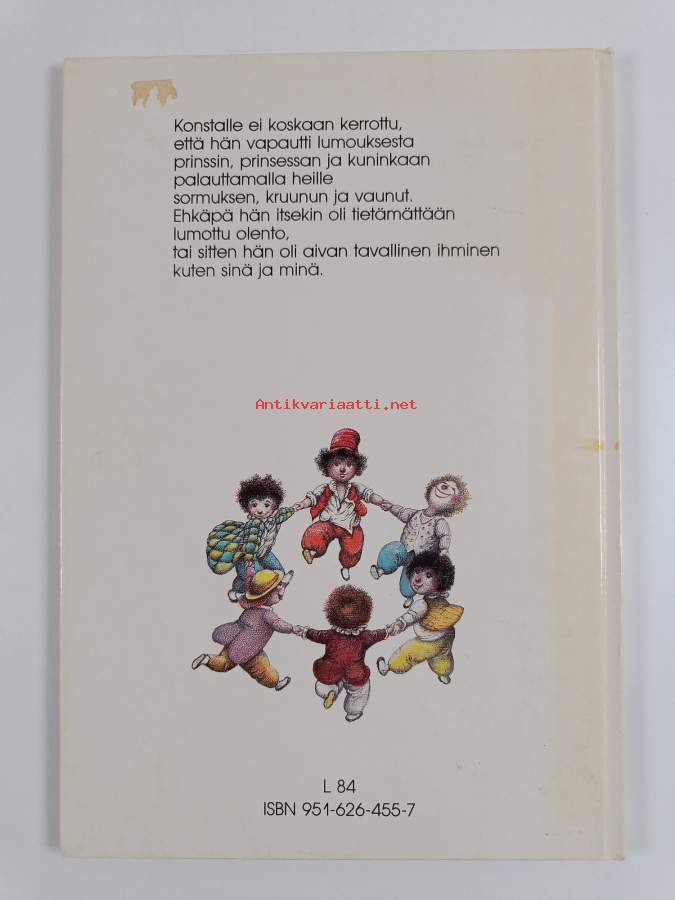 Konstalle ei koskaan kerrottu,
että hän vapautti lumouksesta
prinssin, prinsessan ja kuninkaan
palauttamalla heille
sormuksen, kruunun ja vaunut.
Ehkäpä hän itsekin oli tietämättään
lumottu olento,
tai sitten hän oli aivan tavallinen ihminen
kuten sinä ja minä.
Antikvariaatti.net
L 84
ISBN 951-626-455-7